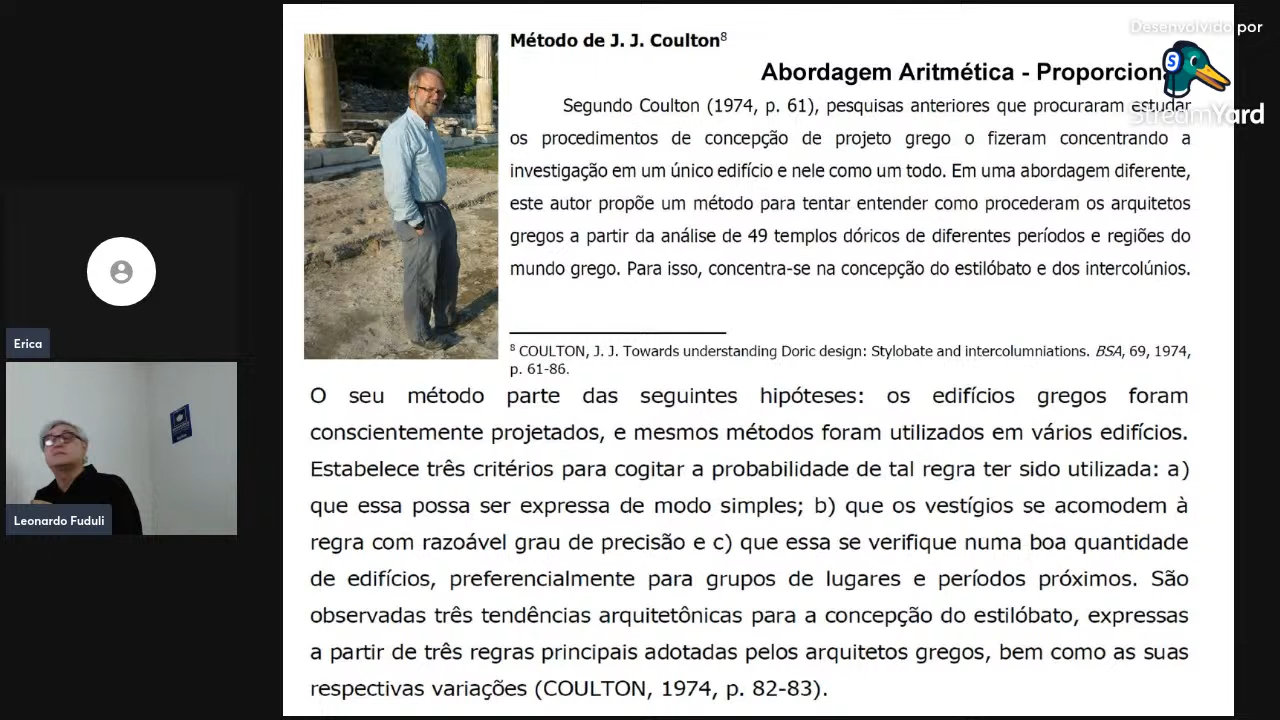 Método de J. J. Coulton⁸
Desenvolvido por
StreamYard
Abordagem Aritmética - Proporcional
Segundo Coulton (1974, p. 61), pesquisas anteriores que procuraram estudar
os procedimentos de concepção de projeto grego o fizeram concentrando a
investigação em um único edifício e nele como um todo. Em uma abordagem diferente,
este autor propõe um método para tentar entender como procederam os arquitetos
gregos a partir da análise de 49 templos dóricos de diferentes períodos e regiões do
mundo grego. Para isso, concentra-se na concepção do estilóbato e dos intercolúnios.
⁸ COULTON, J. J. Towards understanding Doric design: Stylobate and intercolumniations. BSA, 69, 1974,
p. 61-86.
O seu método parte das seguintes hipóteses: os edifícios gregos foram
conscientemente projetados, e mesmos métodos foram utilizados em vários edifícios.
Estabelece três critérios para cogitar a probabilidade de tal regra ter sido utilizada: a)
que essa possa ser expressa de modo simples; b) que os vestígios se acomodem à
regra com razoável grau de precisão e c) que essa se verifique numa boa quantidade
de edifícios, preferencialmente para grupos de lugares e períodos próximos. São
observadas três tendências arquitetônicas para a concepção do estilóbato, expressas
a partir de três regras principais adotadas pelos arquitetos gregos, bem como as suas
respectivas variações (COULTON, 1974, p. 82-83).
Erica
Leonardo Fuduli